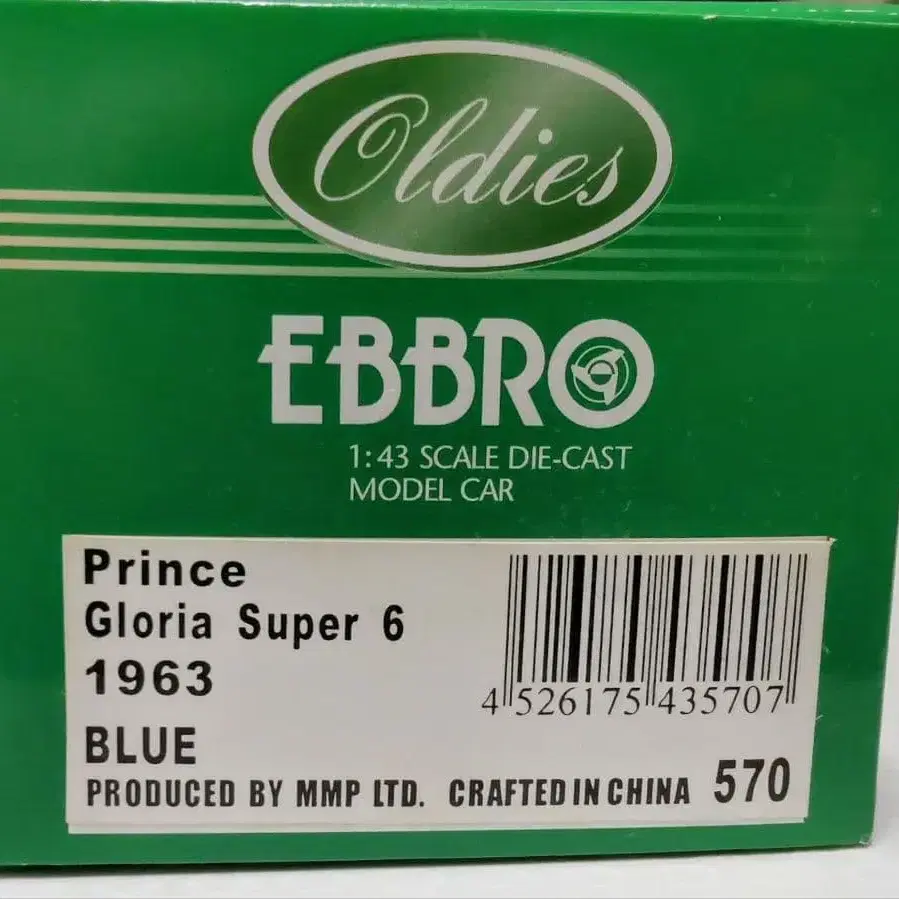 Oldies
EBBRO
1:43 SCALE DIE-CAST
MODEL CAR
Prince
Gloria Super 6
1963
BLUE
4 526175 435707
PRODUCED BY MMP LTD. CRAFTED IN CHINA 570